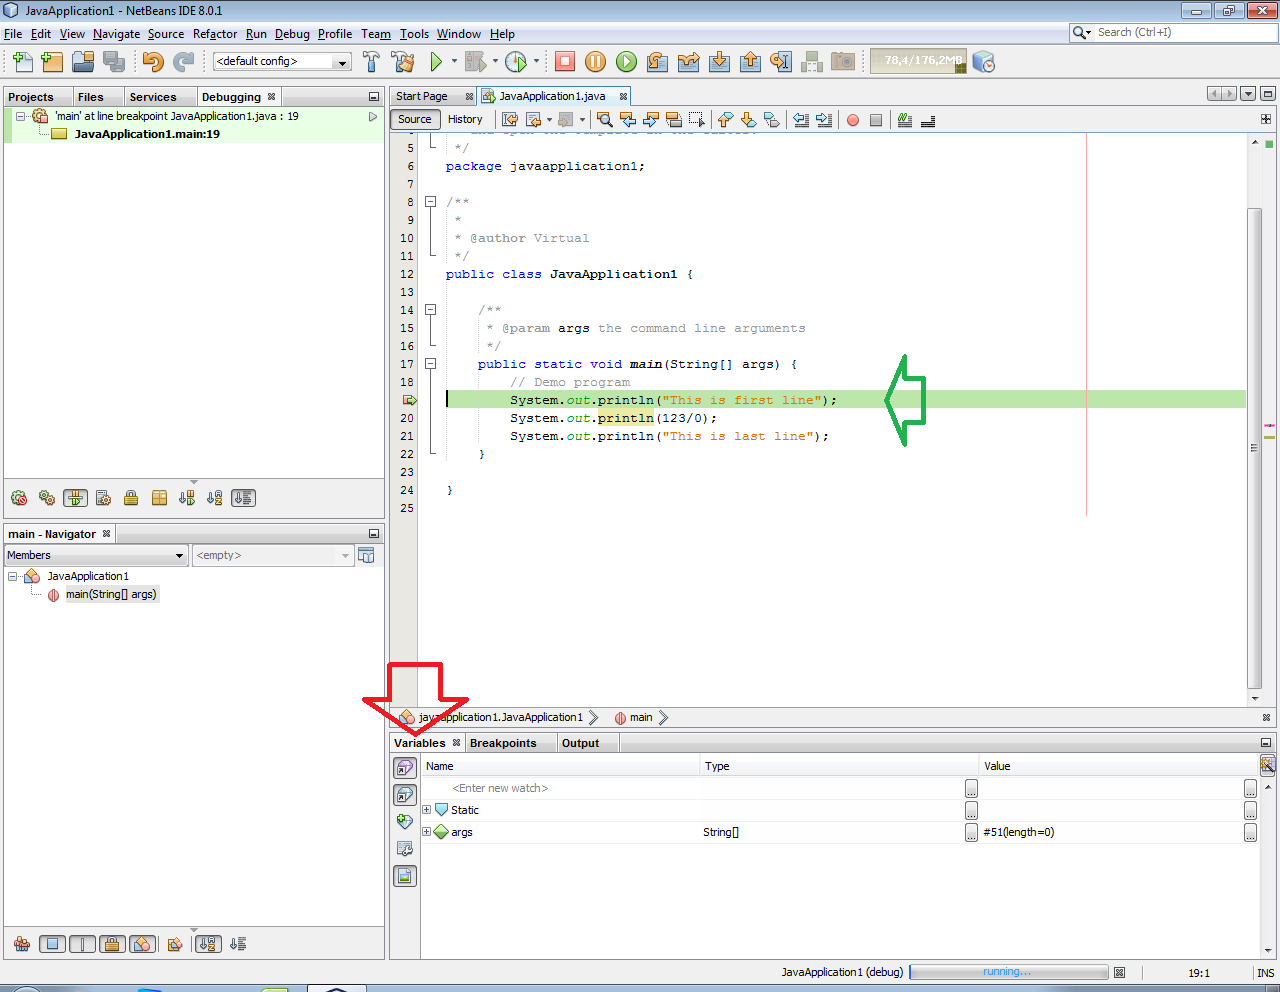 JavaApplication1 - NetBeans IDE 8.0.1
File Edit View Navigate Source Refactor Run Debug Profile Team Tools Window Help
Search (Ctrl+I)
<default config>
78,4/176,2MB
Projects Files Services Debugging
'main' at line breakpoint JavaApplication1.java : 19
JavaApplication1.main:19
Start Page JavaApplication1.java
Source History
5 */
6 package javaapplication1;
7
8 /**
9 *
10 * @author Virtual
11 */
12 public class JavaApplication1 {
13
14 /**
15 * @param args the command line arguments
16 */
17 public static void main(String[] args) {
18 // Demo program
System.out.println("This is first line");
20 System.out.println(123/0);
21 System.out.println("This is last line");
22 }
23
24 }
25
main - Navigator
Members <empty>
JavaApplication1
main(String[] args)
javaapplication1.JavaApplication1 main
Variables Breakpoints Output
Name Type Value
<Enter new watch>
Static
args String[] #51(length=0)
JavaApplication1 (debug) running... 19:1 INS